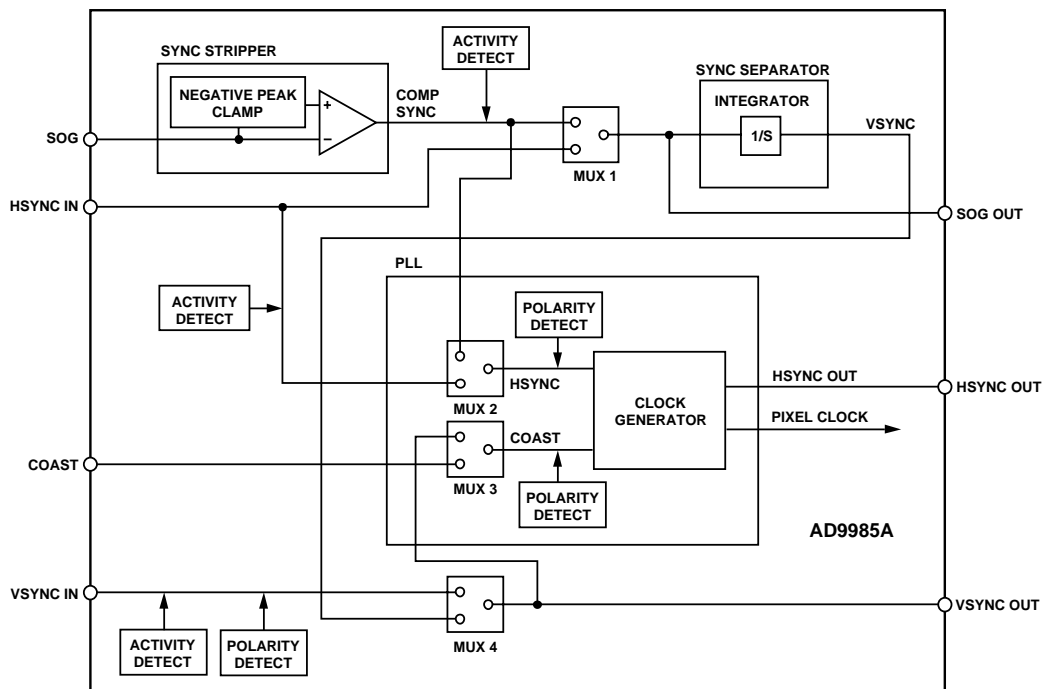 SYNC STRIPPER
ACTIVITY
DETECT
SYNC SEPARATOR
NEGATIVE PEAK
CLAMP
+
−
COMP
SYNC
INTEGRATOR
1/S
VSYNC
SOG
MUX 1
HSYNC IN
SOG OUT
PLL
ACTIVITY
DETECT
POLARITY
DETECT
HSYNC
MUX 2
CLOCK
GENERATOR
HSYNC OUT
HSYNC OUT
PIXEL CLOCK
COAST
COAST
MUX 3
POLARITY
DETECT
AD9985A
VSYNC IN
VSYNC OUT
ACTIVITY
DETECT
POLARITY
DETECT
MUX 4